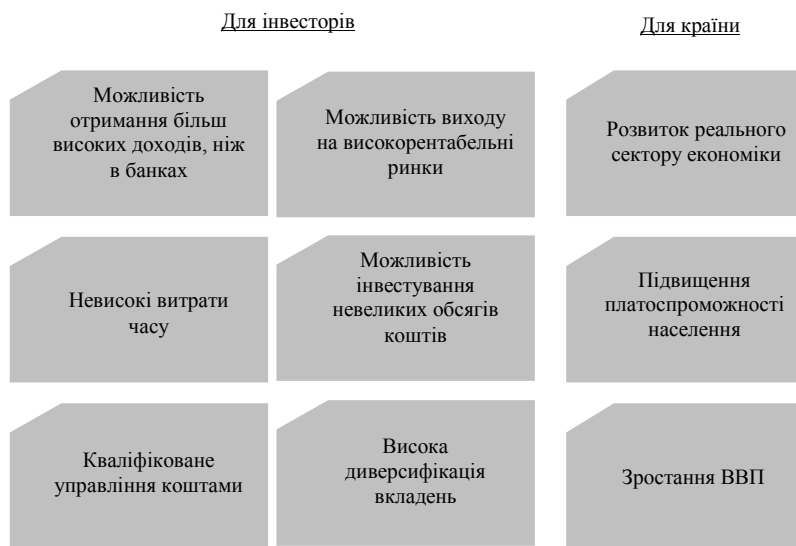 Для інвесторів
Для країни
Можливість
отримання більш
високих доходів, ніж
в банках
Можливість виходу
на високорентабельні
ринки
Розвиток реального
сектору економіки
Невисокі витрати
часу
Можливість
інвестування
невеликих обсягів
коштів
Підвищення
платоспроможності
населення
Кваліфіковане
управління коштами
Висока
диверсифікація
вкладень
Зростання ВВП